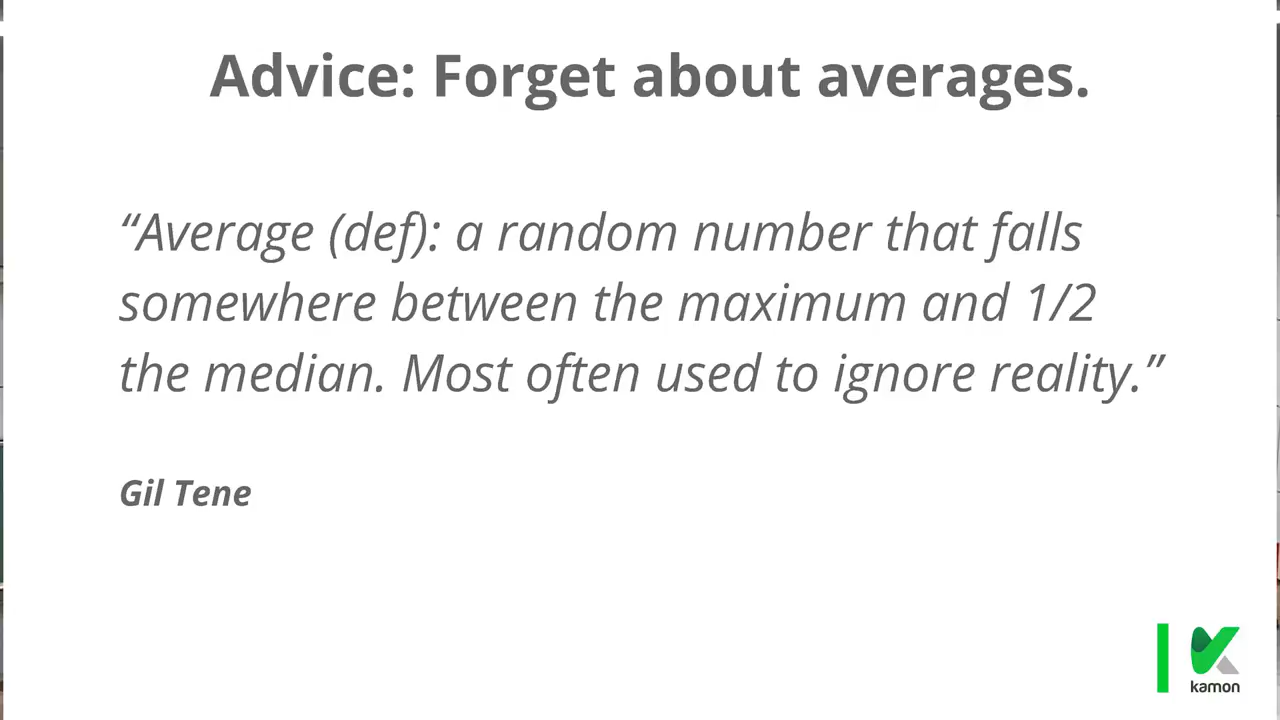 Advice: Forget about averages.
“Average (def): a random number that falls
somewhere between the maximum and 1/2
the median. Most often used to ignore reality.”
Gil Tene
kamon